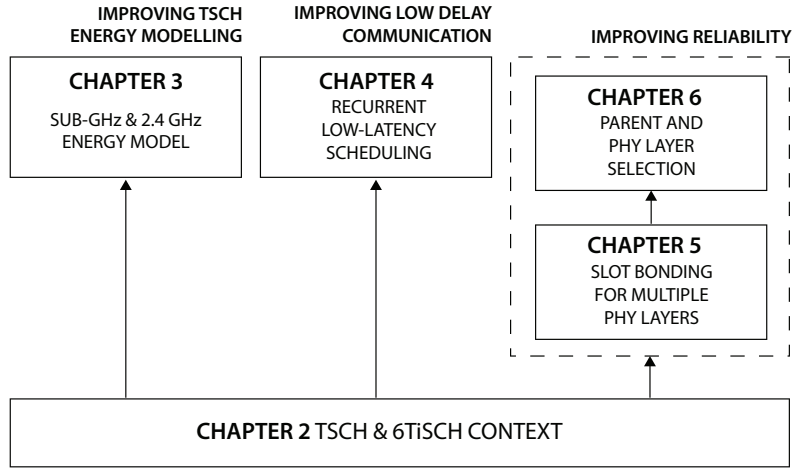 IMPROVING TSCH
ENERGY MODELLING
IMPROVING LOW DELAY
COMMUNICATION
IMPROVING RELIABILITY
CHAPTER 3
SUB-GHz & 2.4 GHz
ENERGY MODEL
CHAPTER 4
RECURRENT
LOW-LATENCY
SCHEDULING
CHAPTER 6
PARENT AND
PHY LAYER
SELECTION
CHAPTER 5
SLOT BONDING
FOR MULTIPLE
PHY LAYERS
CHAPTER 2 TSCH & 6TiSCH CONTEXT